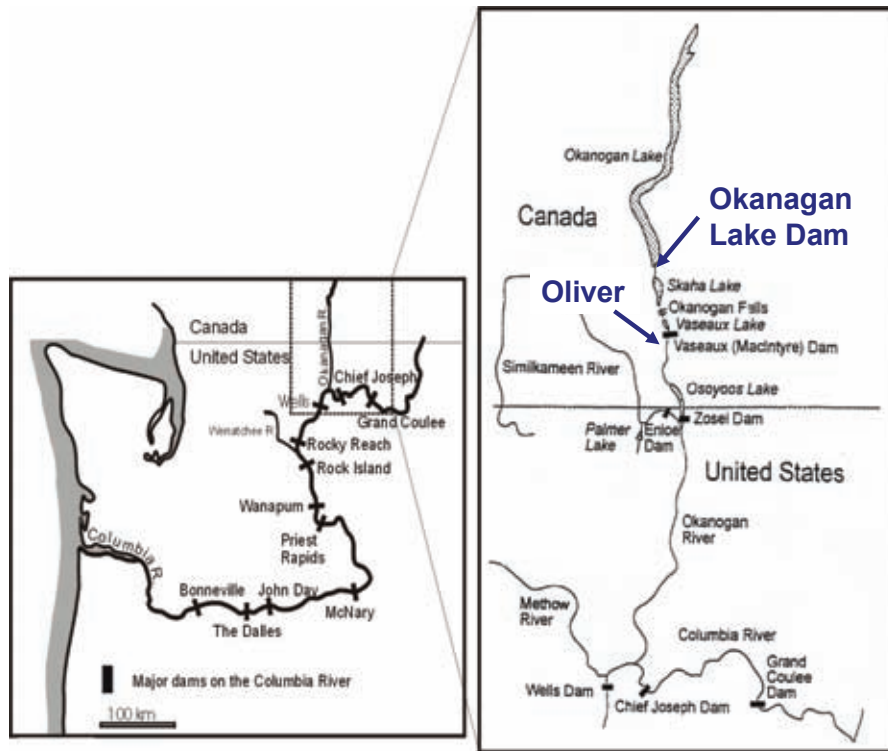 Canada
United States
Okanagan R.
Chief Joseph
Wells
Grand Coulee
Wenatchee R.
Rocky Reach
Rock Island
Wanapum
Priest
Rapids
Columbia R.
Bonneville
John Day
McNary
The Dalles
Major dams on the Columbia River
100 km
Okanogan Lake
Canada
Okanagan
Lake Dam
Skaha Lake
Oliver
Okanogan Falls
Vaseaux Lake
Vaseaux (MacIntyre) Dam
Similkameen River
Osoyoos Lake
Zosel Dam
Palmer
Lake
Enloe
Dam
United States
Okanogan
River
Methow
River
Columbia River
Grand
Coulee
Dam
Wells Dam
Chief Joseph Dam